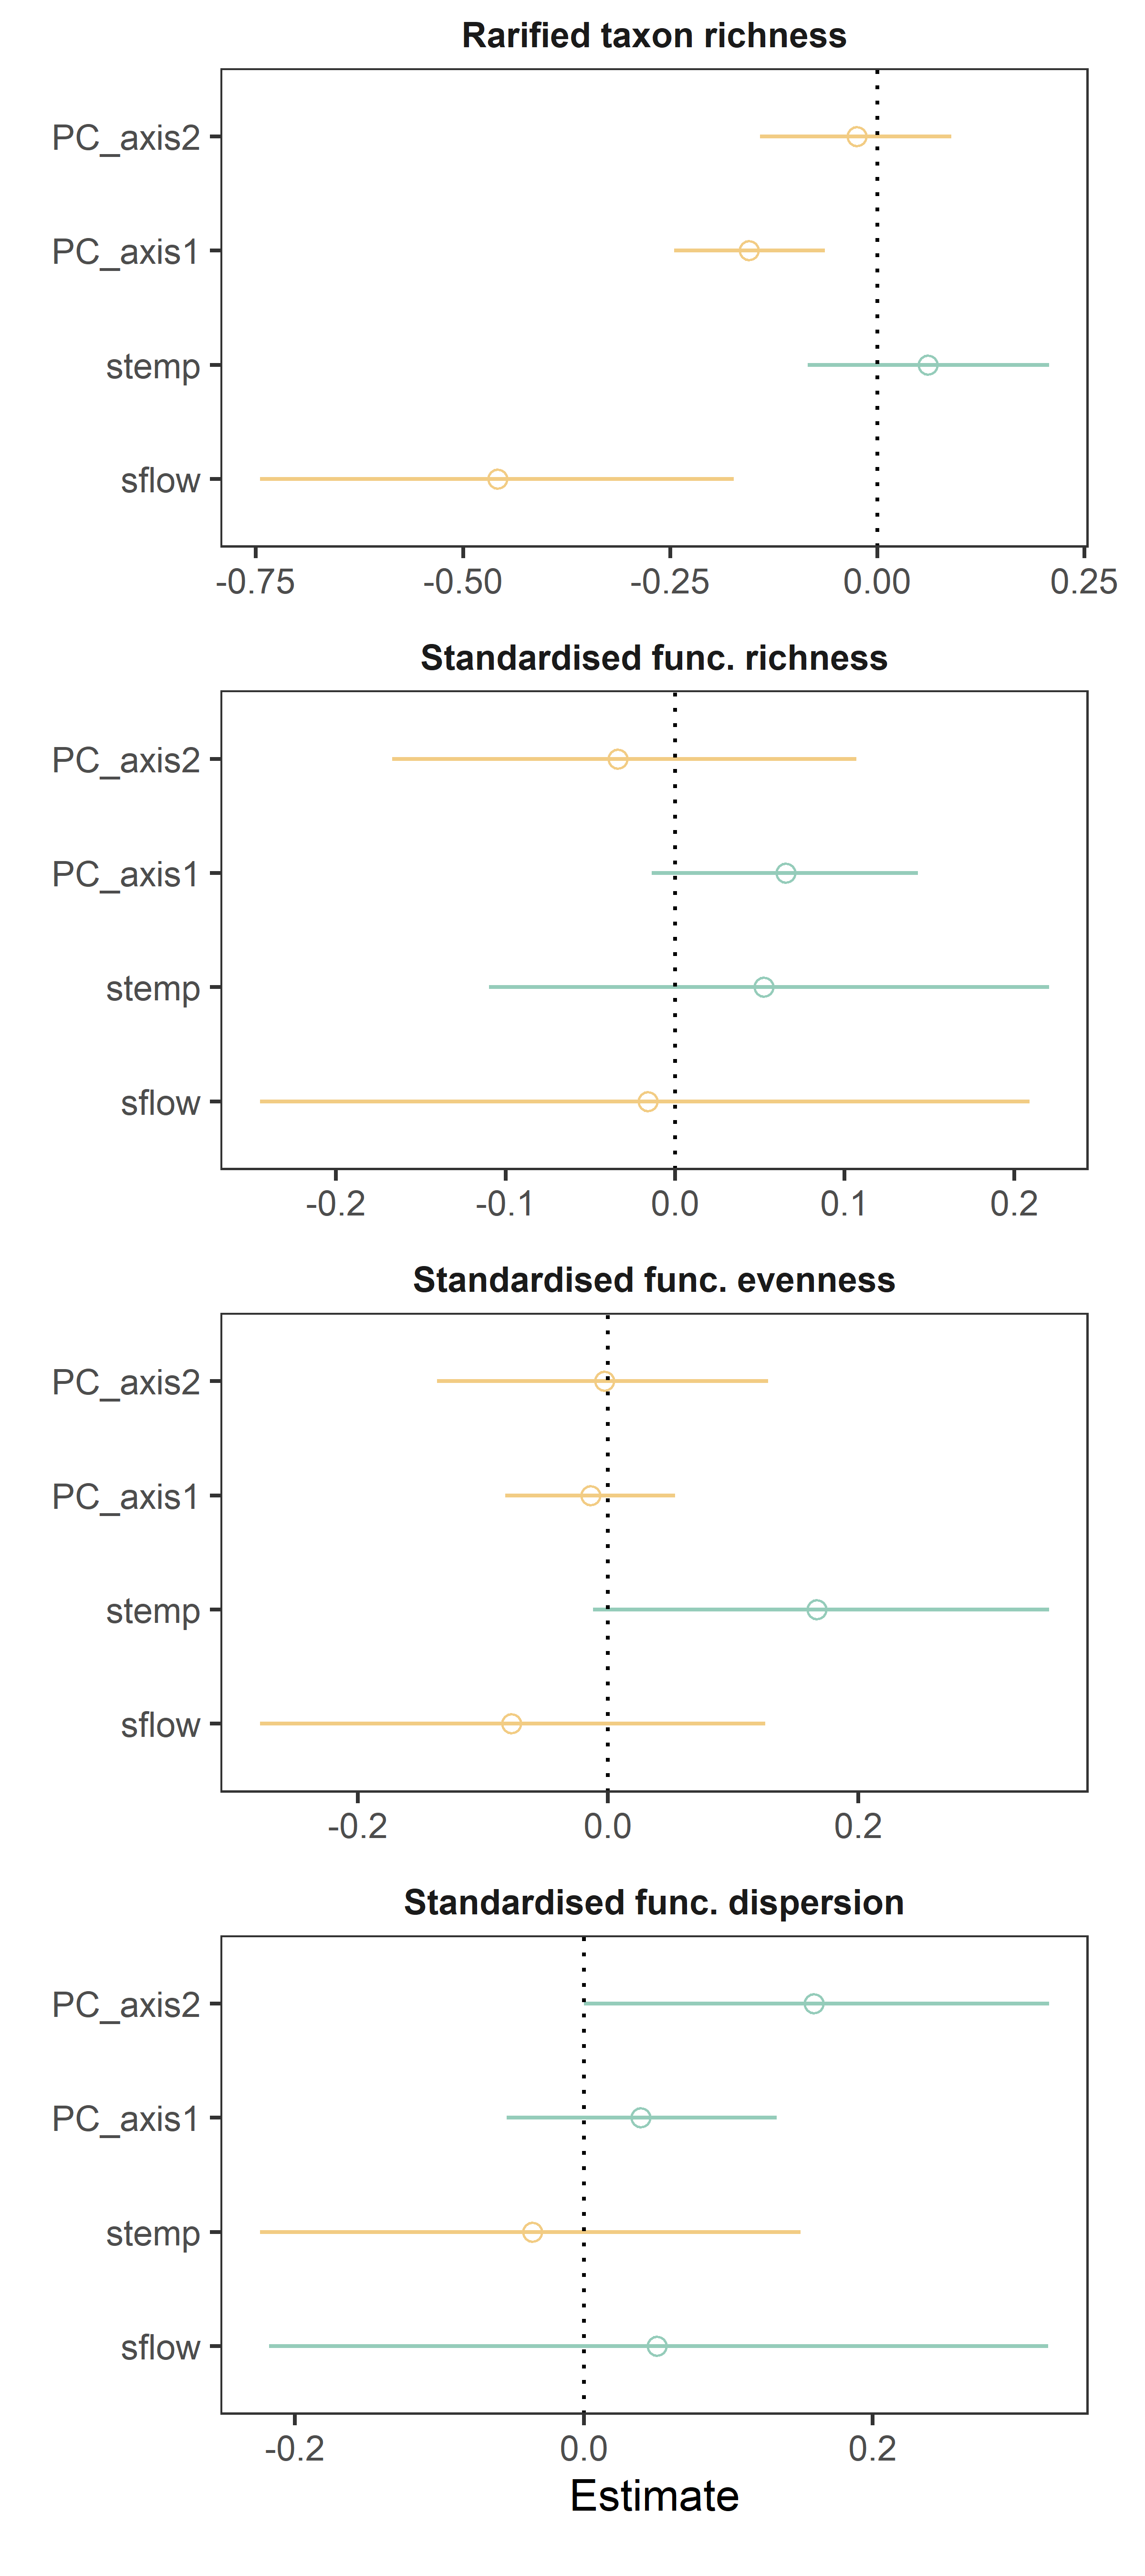 Rarified taxon richness
PC_axis2
PC_axis1
stemp
sflow
-0.75 -0.50 -0.25 0.00 0.25
Standardised func. richness
PC_axis2
PC_axis1
stemp
sflow
-0.2 -0.1 0.0 0.1 0.2
Standardised func. evenness
PC_axis2
PC_axis1
stemp
sflow
-0.2 0.0 0.2
Standardised func. dispersion
PC_axis2
PC_axis1
stemp
sflow
-0.2 0.0 0.2
Estimate